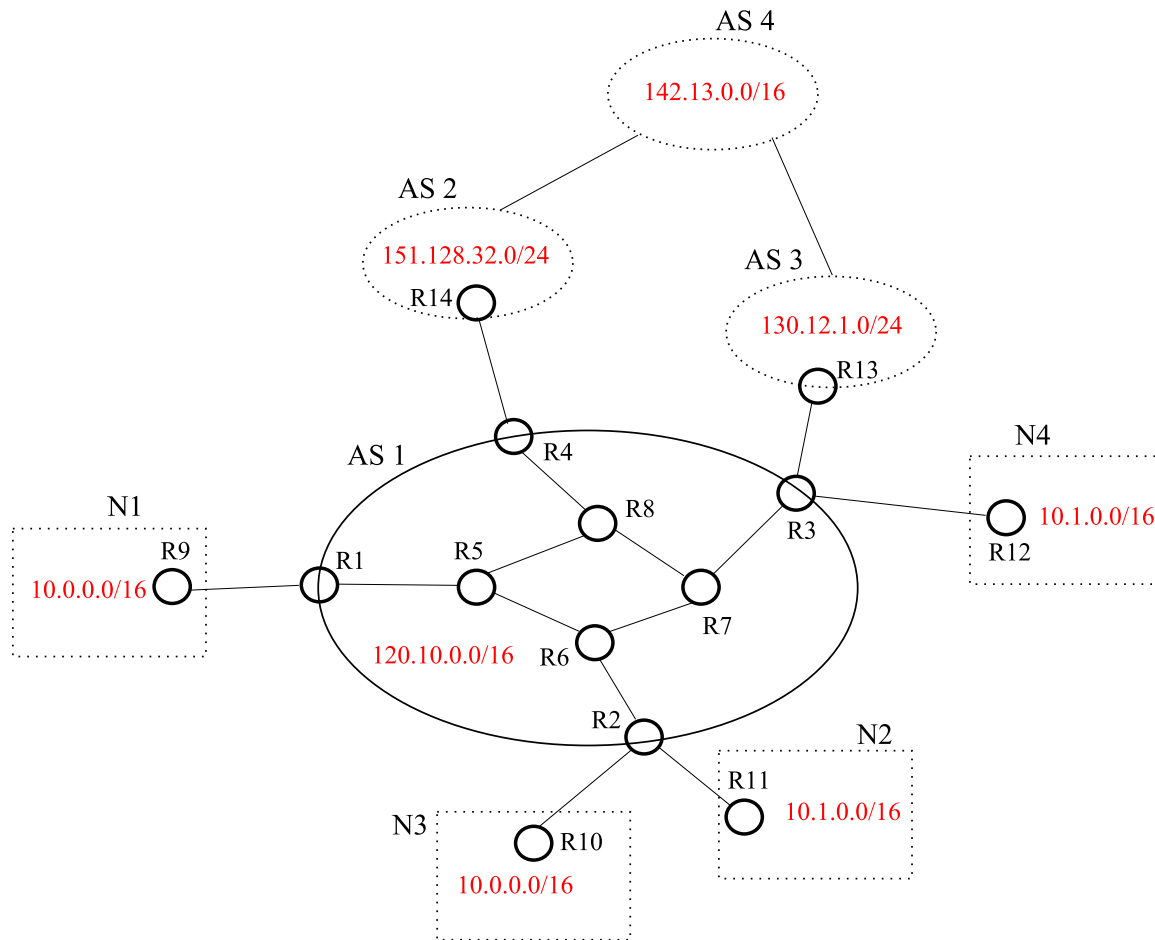 AS 4
142.13.0.0/16
AS 2
151.128.32.0/24
R14
AS 3
130.12.1.0/24
R13
AS 1
R4
N4
10.1.0.0/16
R12
R3
R8
N1
R9
10.0.0.0/16
R1
R5
R7
R6
120.10.0.0/16
R2
N2
R11
10.1.0.0/16
N3
R10
10.0.0.0/16